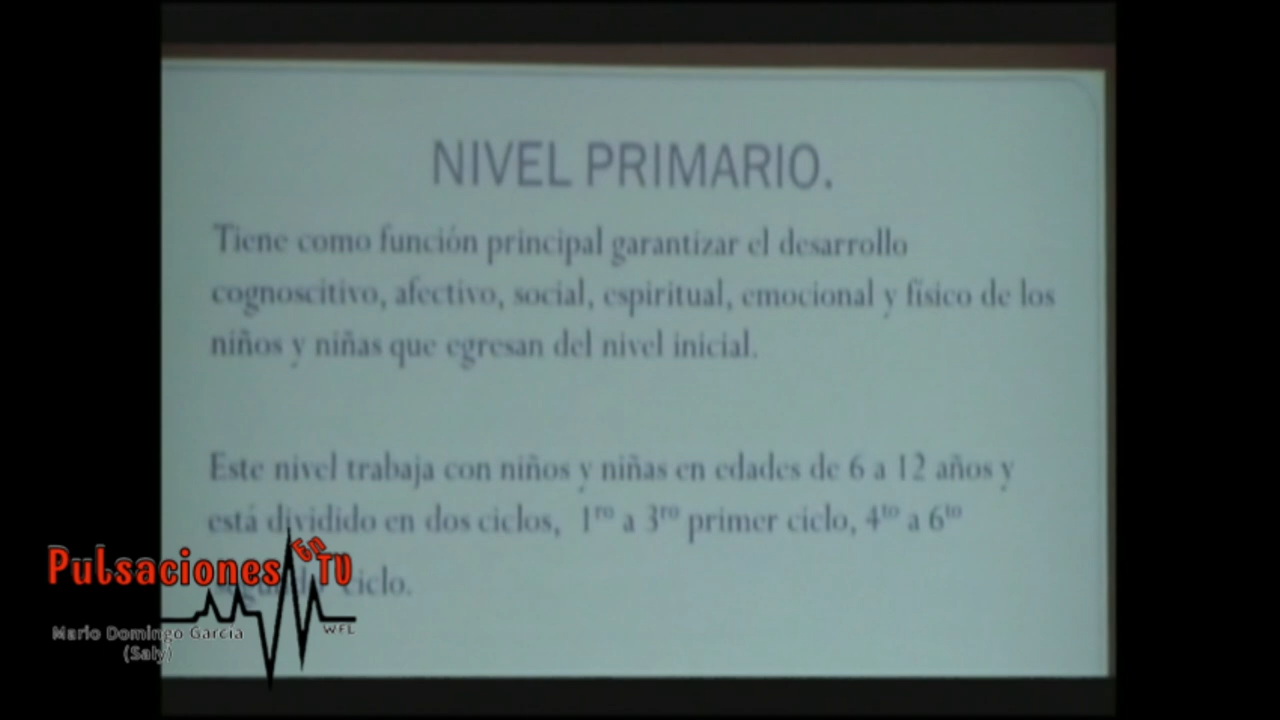 NIVEL PRIMARIO.
Tiene como función principal garantizar el desarrollo
cognoscitivo, afectivo, social, espiritual, emocional y físico de los
niños y niñas que egresan del nivel inicial.
Este nivel trabaja con niños y niñas en edades de 6 a 12 años y
está dividido en dos ciclos, 1ro a 3ro primer ciclo, 4to a 6to
ciclo.
Pulsaciones En TV
Mario Domingo García
(Saly)
WFL